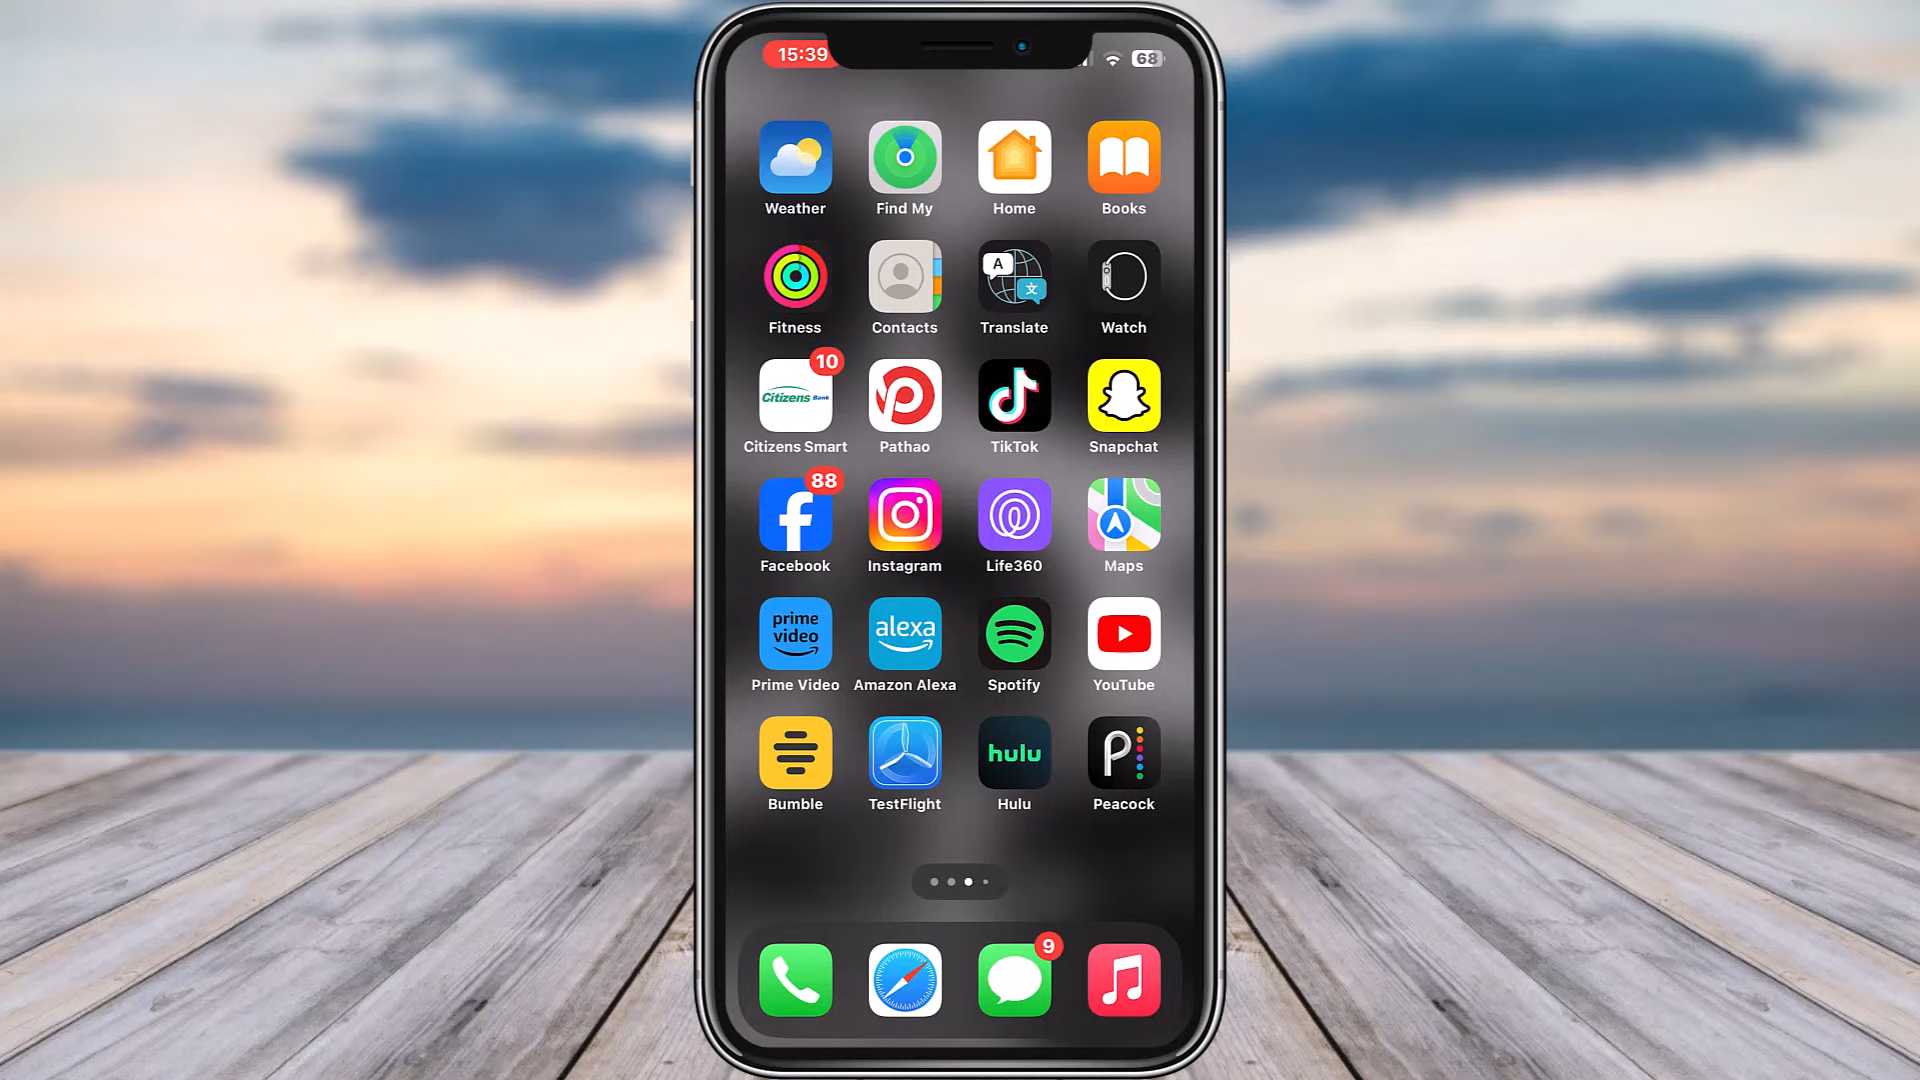 15:39 68
Weather Find My Home Books
A
文
Fitness Contacts Translate Watch
10
Citizens Bank
Citizens Smart Pathao TikTok Snapchat
88
Facebook Instagram Life360 Maps
prime
video alexa
Prime Video Amazon Alexa Spotify YouTube
hulu P
Bumble TestFlight Hulu Peacock
9